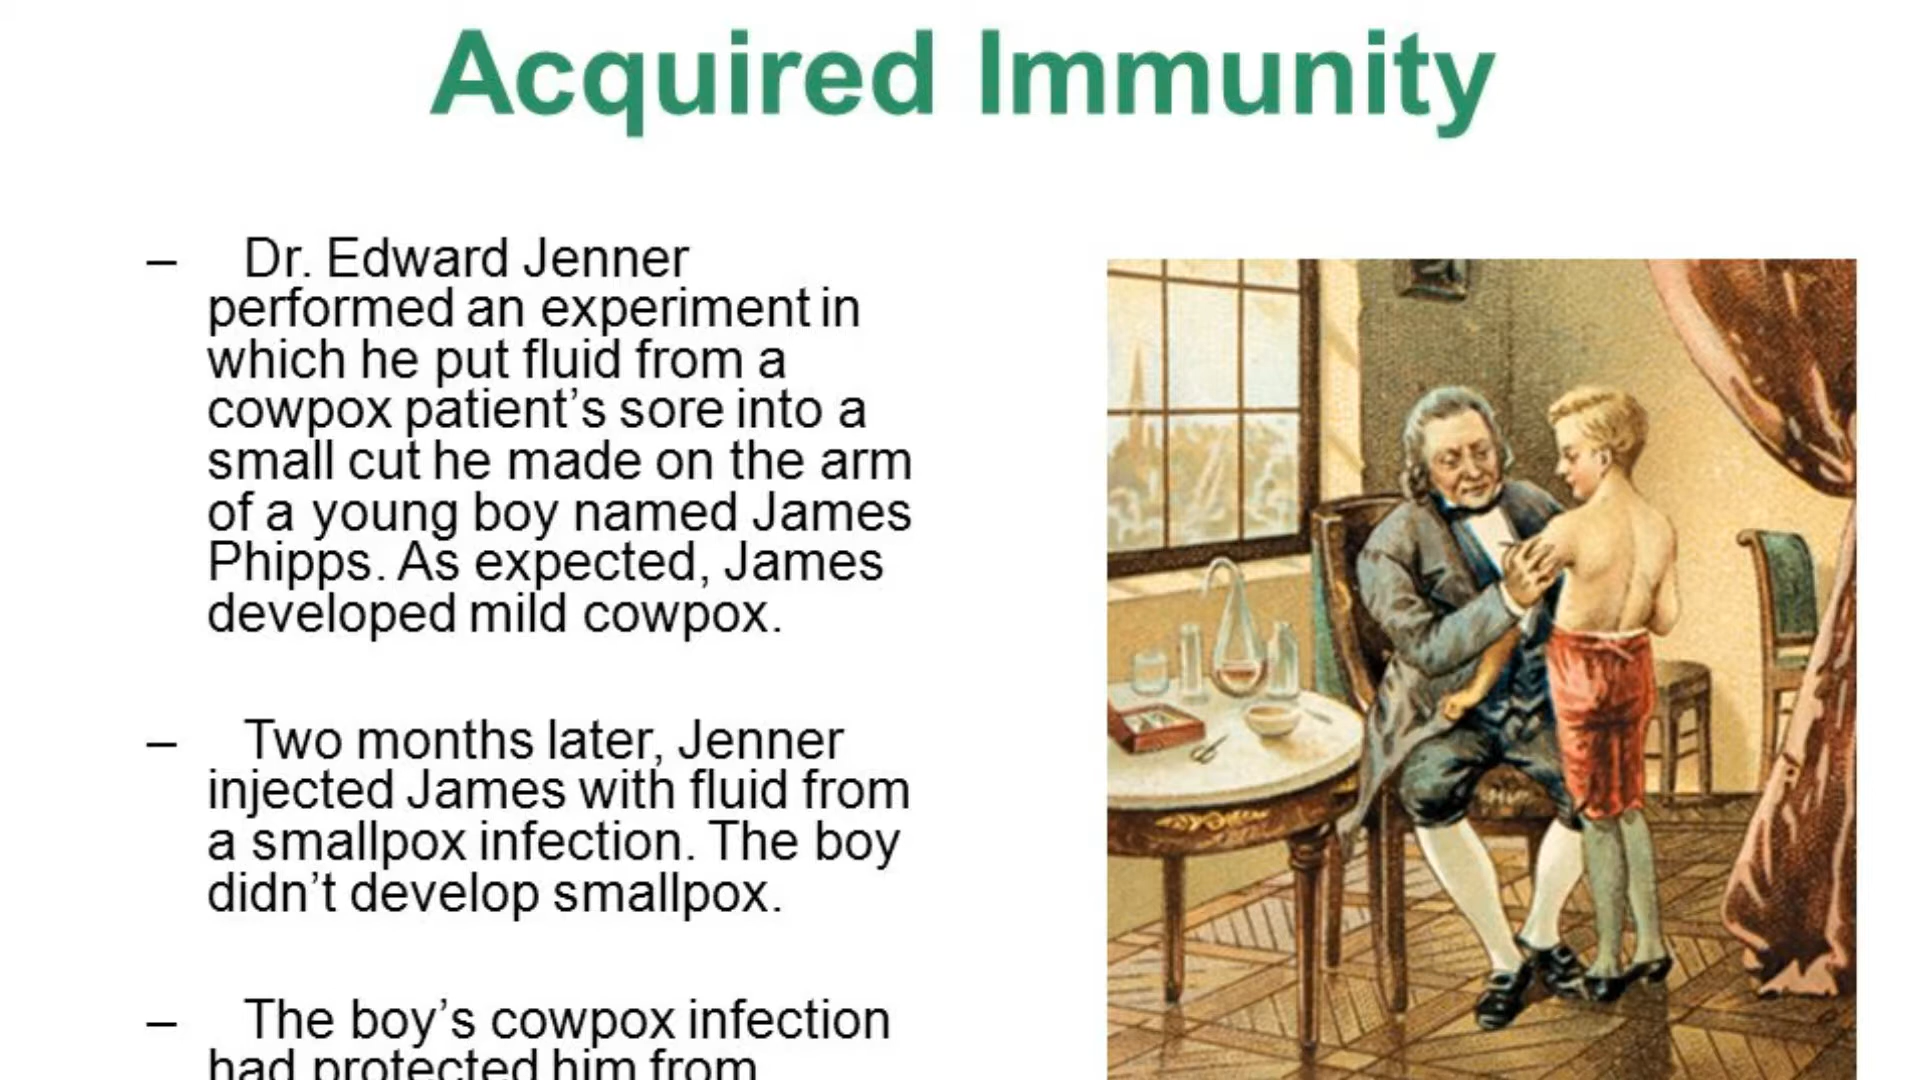 Acquired Immunity
– Dr. Edward Jenner
performed an experiment in
which he put fluid from a
cowpox patient’s sore into a
small cut he made on the arm
of a young boy named James
Phipps. As expected, James
developed mild cowpox.
– Two months later, Jenner
injected James with fluid from
a smallpox infection. The boy
didn’t develop smallpox.
– The boy’s cowpox infection
had protected him from